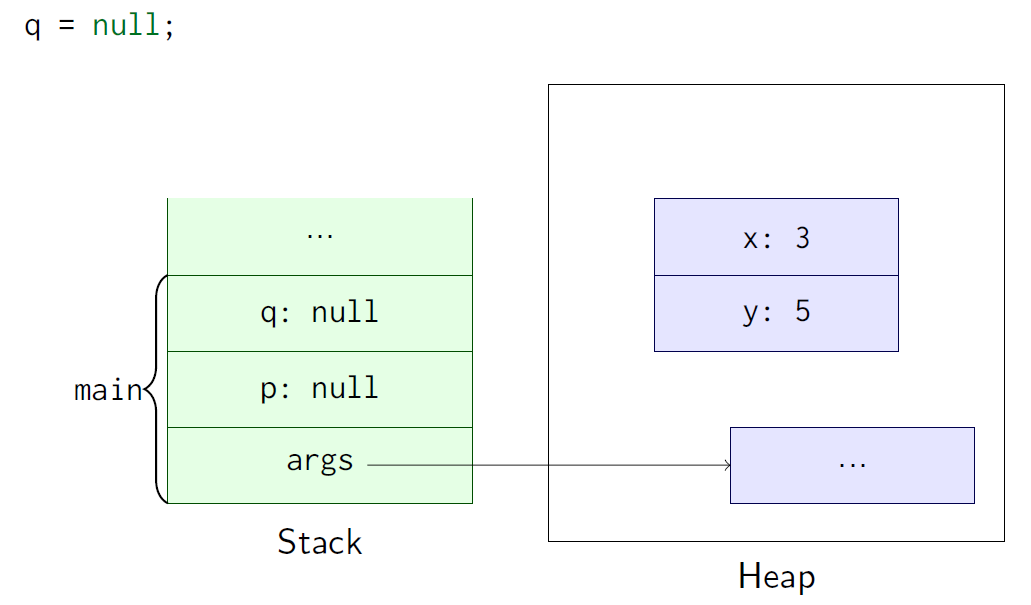 q = null;
...
q: null
main
p: null
args
Stack
x: 3
y: 5
...
Heap